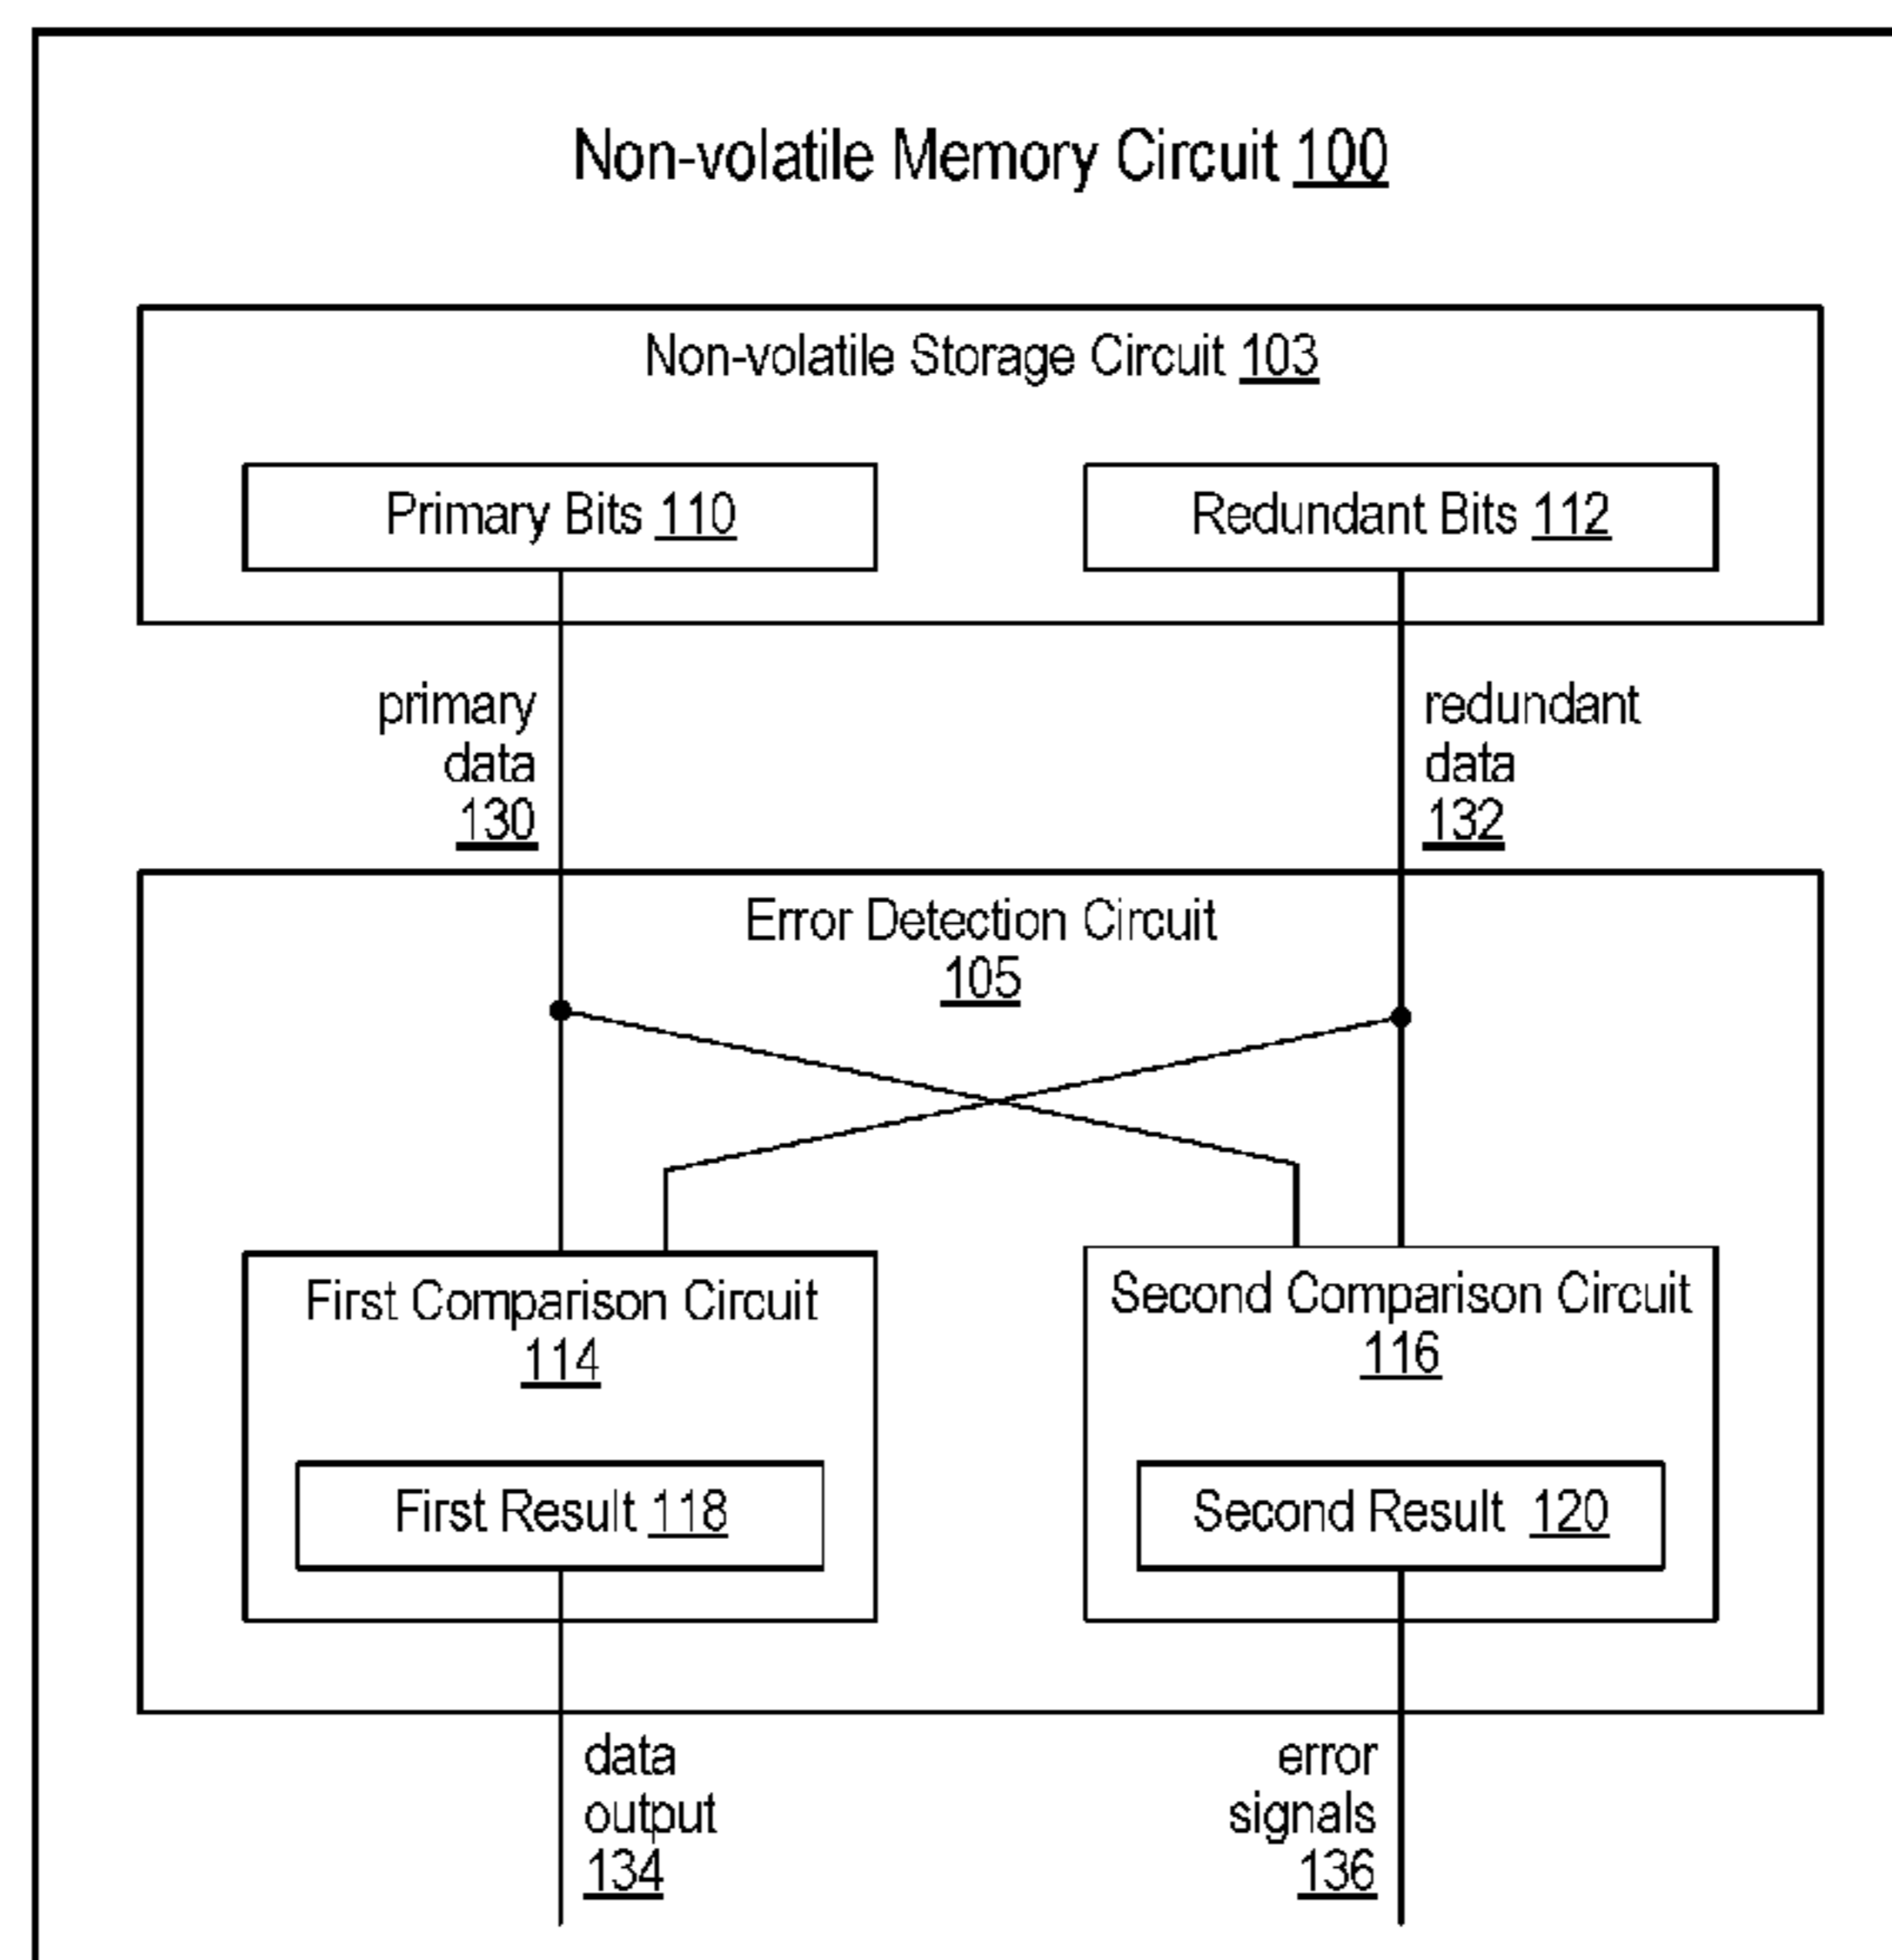 Non-volatile Memory Circuit 100
Non-volatile Storage Circuit 103
Primary Bits 110
Redundant Bits 112
primary
data
130
redundant
data
132
Error Detection Circuit
105
First Comparison Circuit
114
Second Comparison Circuit
116
First Result 118
Second Result 120
data
output
134
error
signals
136